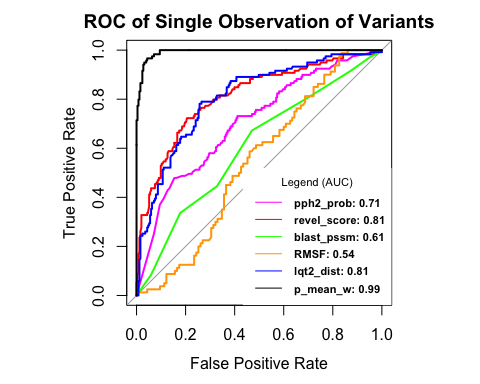 ROC of Single Observation of Variants
True Positive Rate
1.0
0.8
0.6
0.4
0.2
0.0
Legend (AUC)
pph2_prob: 0.71
revel_score: 0.81
blast_pssm: 0.61
RMSF: 0.54
lqt2_dist: 0.81
p_mean_w: 0.99
0.0 0.2 0.4 0.6 0.8 1.0
False Positive Rate